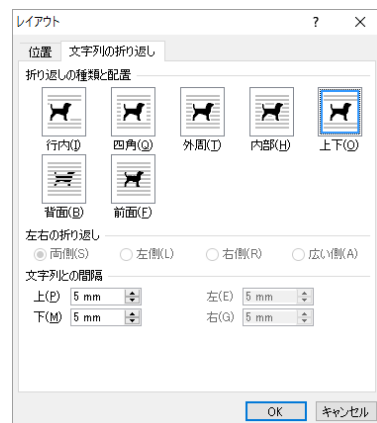 レイアウト ? ×
位置 文字列の折り返し
折り返しの種類と配置
行内(I) 四角(Q) 外周(T) 内部(H) 上下(O)
背面(B) 前面(F)
左右の折り返し
両側(S) 左側(L) 右側(R) 広い側(A)
文字列との間隔
上(P) 5 mm 左(E) 5 mm
下(M) 5 mm 右(G) 5 mm
OK キャンセル